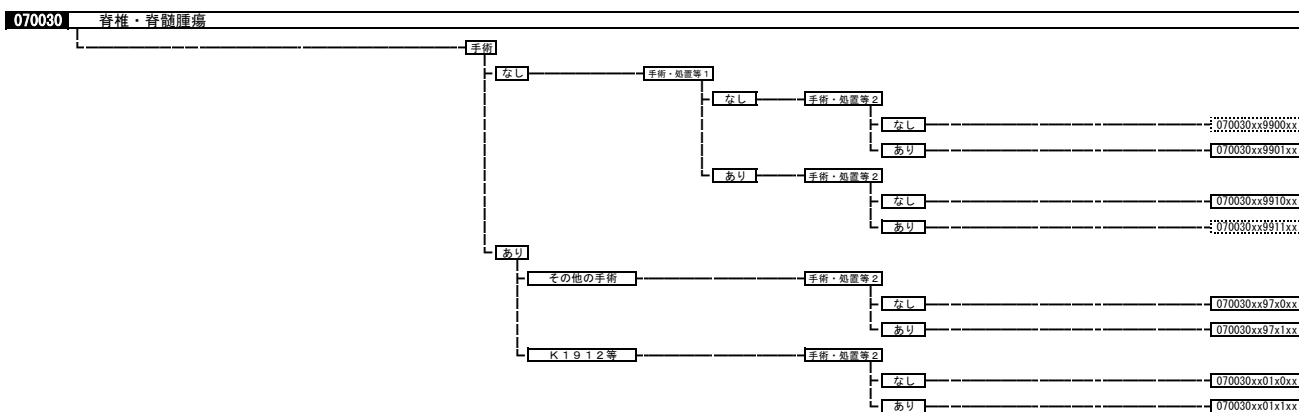 070030 脊椎・脊髄腫瘍
手術
なし 手術・処置等1
なし 手術・処置等2
なし 070030xx9900xx
あり 070030xx9901xx
あり 手術・処置等2
なし 070030xx9910xx
あり 070030xx9911xx
あり
その他の手術 手術・処置等2
なし 070030xx97x0xx
あり 070030xx97x1xx
K1912等 手術・処置等2
なし 070030xx01x0xx
あり 070030xx01x1xx